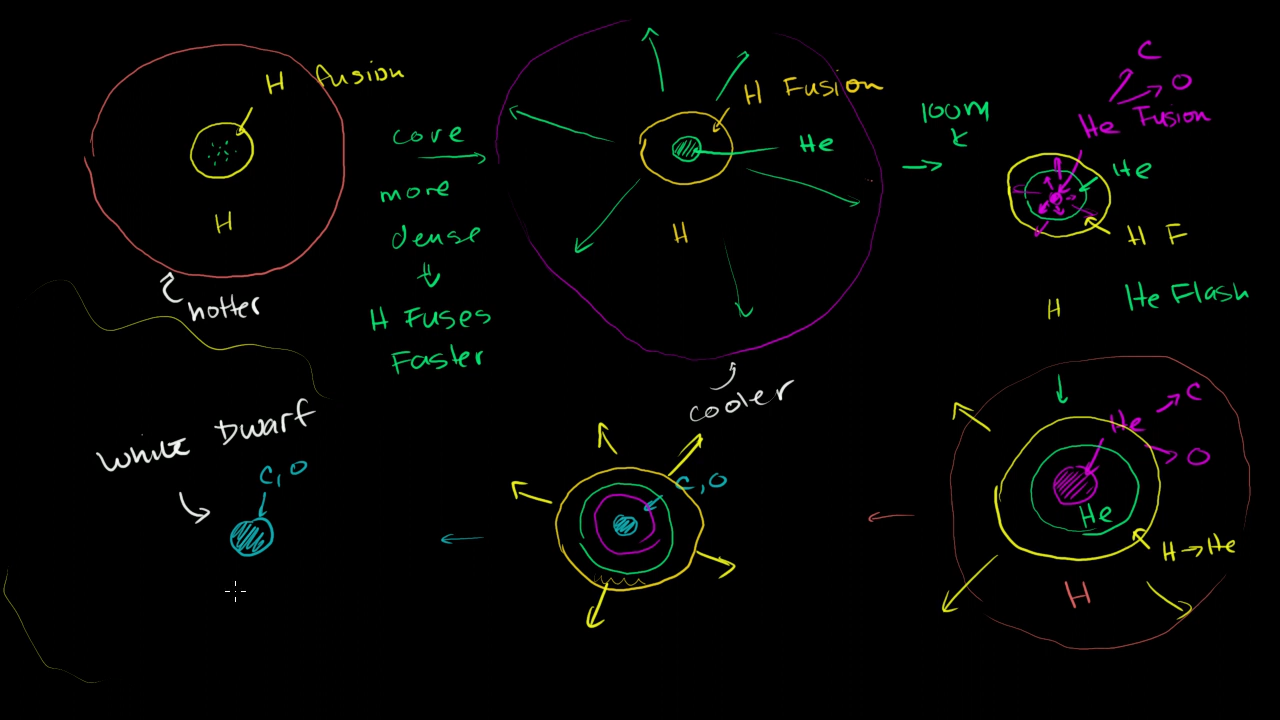 H fusion
H
hotter
core
more
dense
H Fuses
Faster
H Fusion
He
H
cooler
100M
K
C
O
He Fusion
He
H F
He Flash
H
He → C
O
He
H → He
H
C, O
White Dwarf
C, O